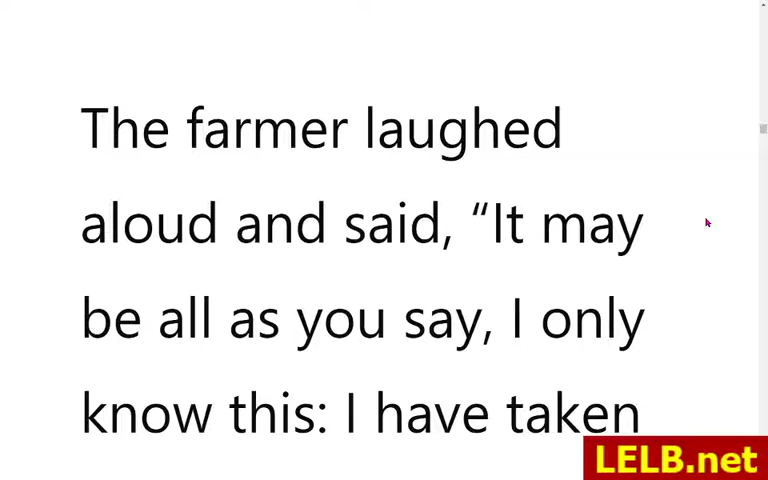 The farmer laughed
aloud and said, “It may
be all as you say, I only
know this: I have taken
LELB.net